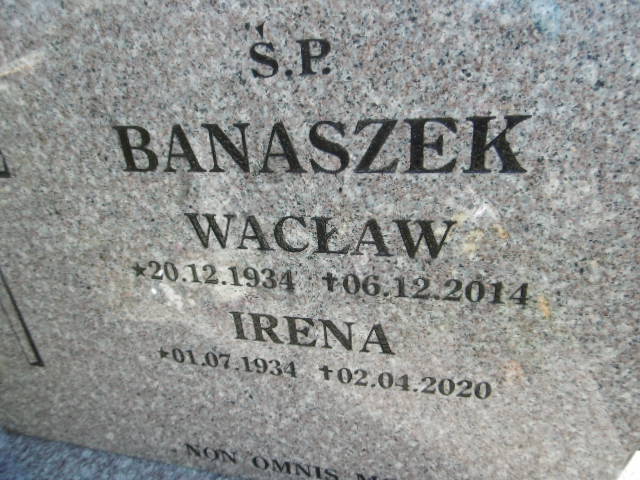 Ś.P.
BANASZEK
WACŁAW
★20.12.1934 ✝06.12.2014
IRENA
★01.07.1934 ✝02.04.2020
NON OMNIS